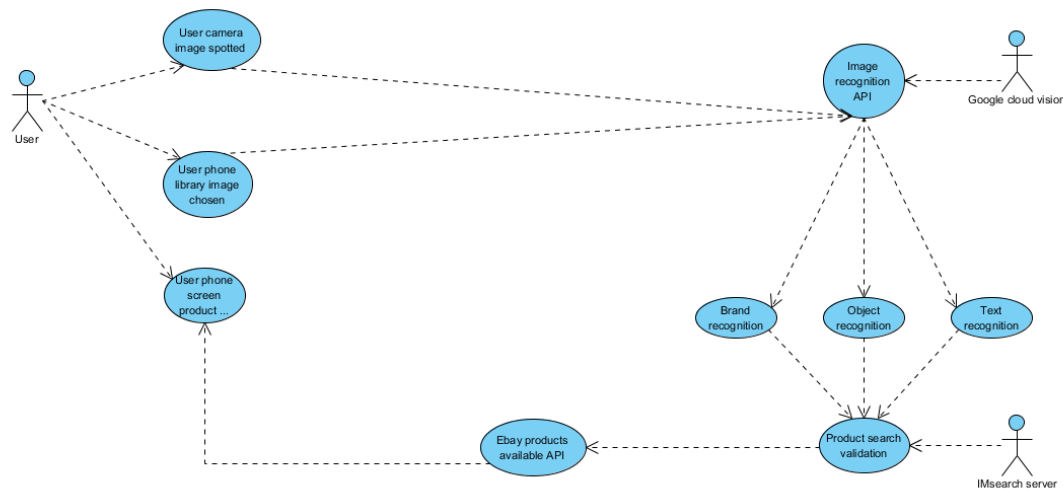 User camera
image spotted
Image
recognition
API
Google cloud vision
User
User phone
library image
chosen
User phone
screen
product ...
Brand
recognition
Object
recognition
Text
recognition
Ebay products
available API
Product search
validation
IMsearch server